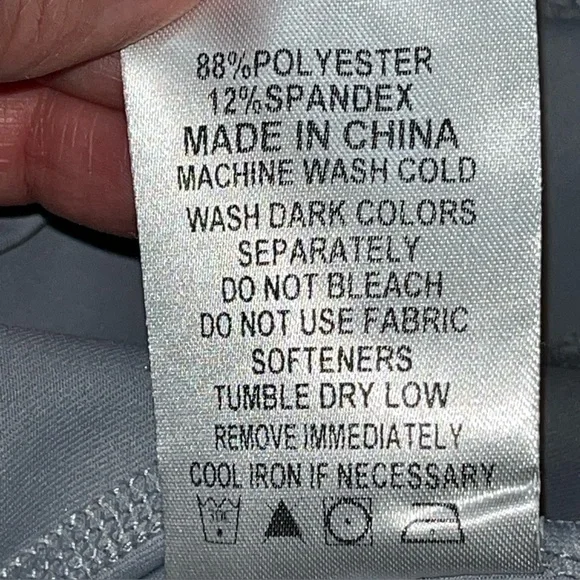 88%POLYESTER
12%SPANDEX
MADE IN CHINA
MACHINE WASH COLD
WASH DARK COLORS
SEPARATELY
DO NOT BLEACH
DO NOT USE FABRIC
SOFTENERS
TUMBLE DRY LOW
REMOVE IMMEDIATELY
COOL IRON IF NECESSARY